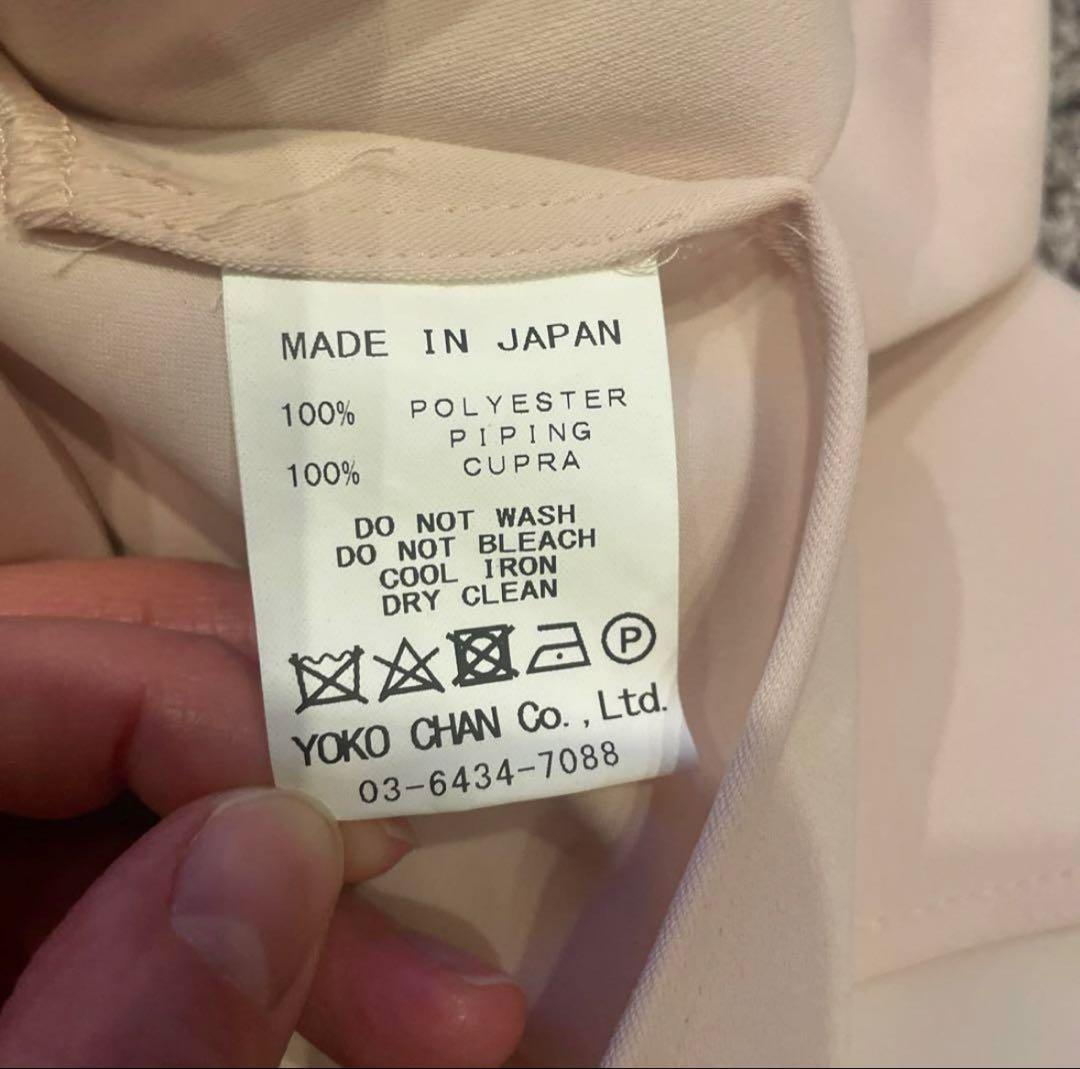 MADE IN JAPAN
100% POLYESTER
PIPING
100% CUPRA
DO NOT WASH
DO NOT BLEACH
COOL IRON
DRY CLEAN
P
YOKO CHAN Co.,Ltd.
03-6434-7088